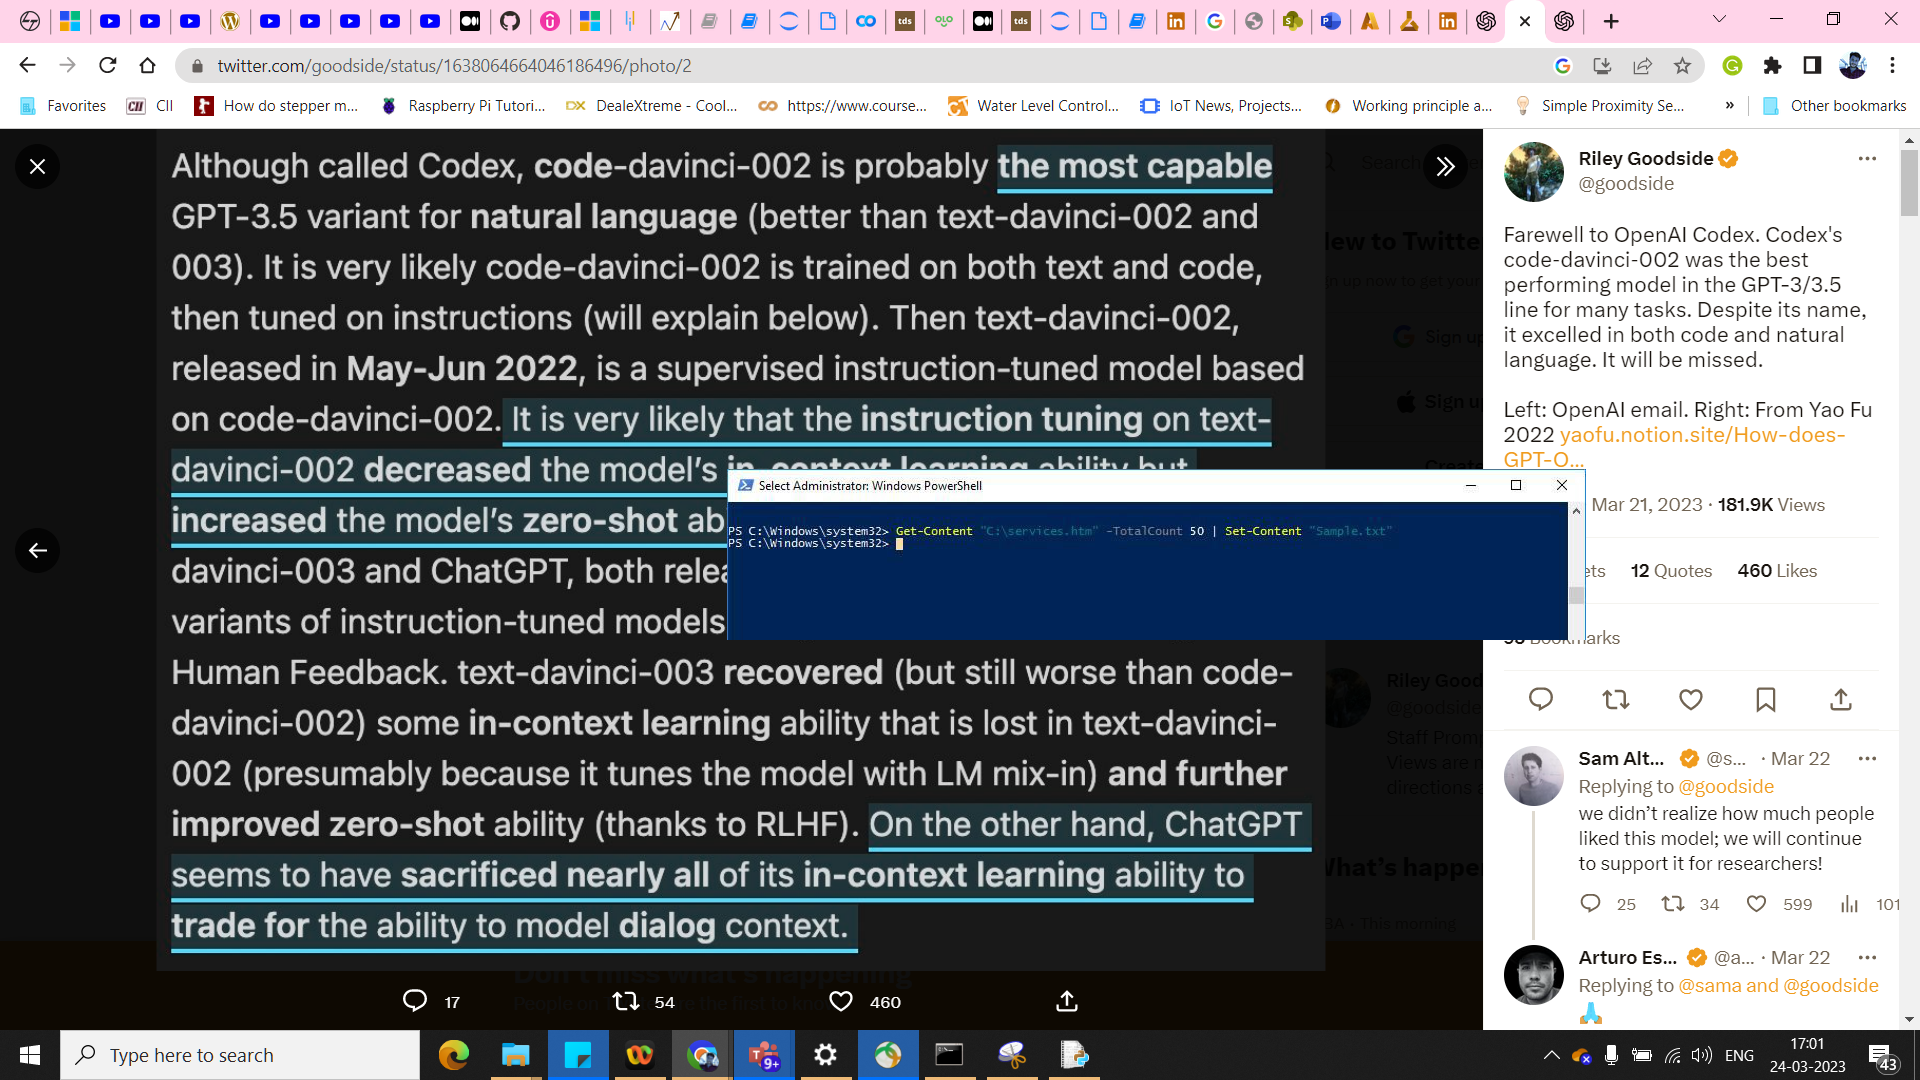 twitter.com/goodside/status/1638064664046186496/photo/2
Favorites
CII
How do stepper m...
Raspberry Pi Tutori...
DealeXtreme - Cool...
https://www.course...
Water Level Control...
IoT News, Projects...
Working principle a...
Simple Proximity Se...
»
Other bookmarks
Although called Codex, code-davinci-002 is probably the most capable
GPT-3.5 variant for natural language (better than text-davinci-002 and
003). It is very likely code-davinci-002 is trained on both text and code,
then tuned on instructions (will explain below). Then text-davinci-002,
released in May-Jun 2022, is a supervised instruction-tuned model based
on code-davinci-002. It is very likely that the instruction tuning on text-
davinci-002 decreased the model's in-context learning ability but
increased the model's zero-shot ab
davinci-003 and ChatGPT, both relea
variants of instruction-tuned models
Human Feedback. text-davinci-003 recovered (but still worse than code-
davinci-002) some in-context learning ability that is lost in text-davinci-
002 (presumably because it tunes the model with LM mix-in) and further
improved zero-shot ability (thanks to RLHF). On the other hand, ChatGPT
seems to have sacrificed nearly all of its in-context learning ability to
trade for the ability to model dialog context.
17
54
460
Select Administrator: Windows PowerShell
PS C:\Windows\system32> Get-Content "C:\services.htm" -TotalCount 50 | Set-Content "Sample.txt"
PS C:\Windows\system32>
Riley Goodside
@goodside
Farewell to OpenAI Codex. Codex's
code-davinci-002 was the best
performing model in the GPT-3/3.5
line for many tasks. Despite its name,
it excelled in both code and natural
language. It will be missed.
Left: OpenAI email. Right: From Yao Fu
2022 yaofu.notion.site/How-does-
GPT-O...
Mar 21, 2023 · 181.9K Views
ets 12 Quotes 460 Likes
Bookmarks
Sam Alt... @s... · Mar 22
Replying to @goodside
we didn't realize how much people
liked this model; we will continue
to support it for researchers!
25
34
599
101
Arturo Es... @a... · Mar 22
Replying to @sama and @goodside
Type here to search
9+
ENG
17:01
24-03-2023
43